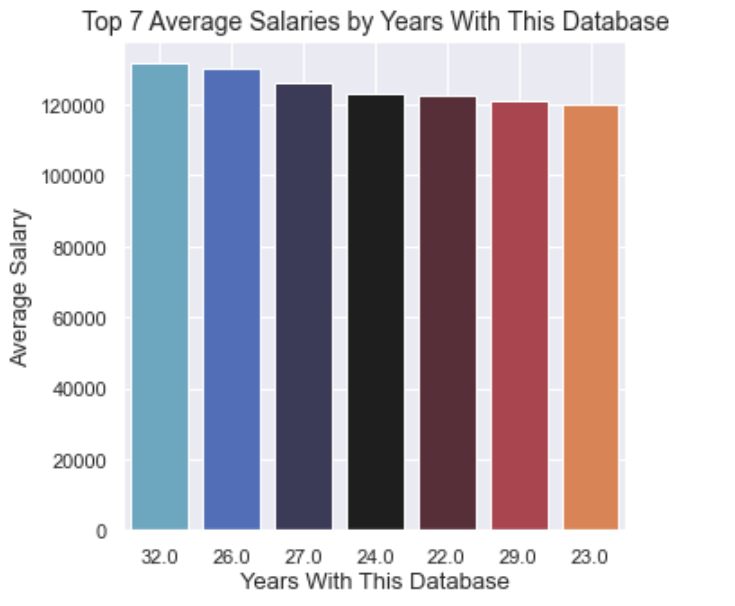 Top 7 Average Salaries by Years With This Database
120000
100000
80000
60000
40000
20000
0
Average Salary
32.0 26.0 27.0 24.0 22.0 29.0 23.0
Years With This Database